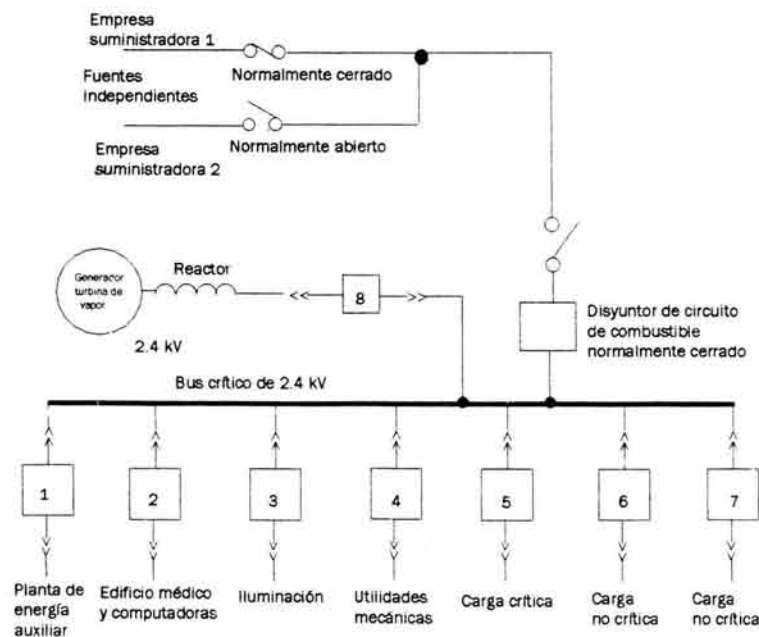 Empresa
suministradora 1
Normalmente cerrado
Fuentes
independientes
Normalmente abierto
Empresa
suministradora 2
Generador
turbina de
vapor
Reactor
8
2.4 kV
Disyuntor de circuito
de combustible
normalmente cerrado
Bus crítico de 2.4 kV
1
2
3
4
5
6
7
Planta de
energía
auxiliar
Edificio médico
y computadoras
Iluminación
Utilidades
mecánicas
Carga crítica
Carga
no crítica
Carga
no crítica